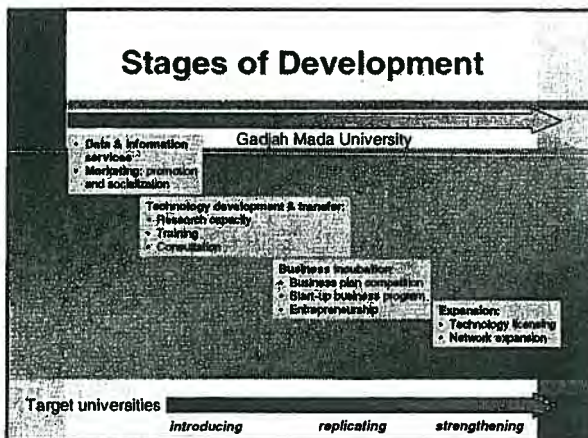 Stages of Development
Gadjah Mada University
• Data & information
services
• Marketing: promotion
and socialization
Technology development & transfer:
• Research capacity
• Training
• Consultation
Business incubation:
• Business plan competition
• Start-up business program
• Entrepreneurship
Expansion:
• Technology licensing
• Network expansion
Target universities
introducing replicating strengthening